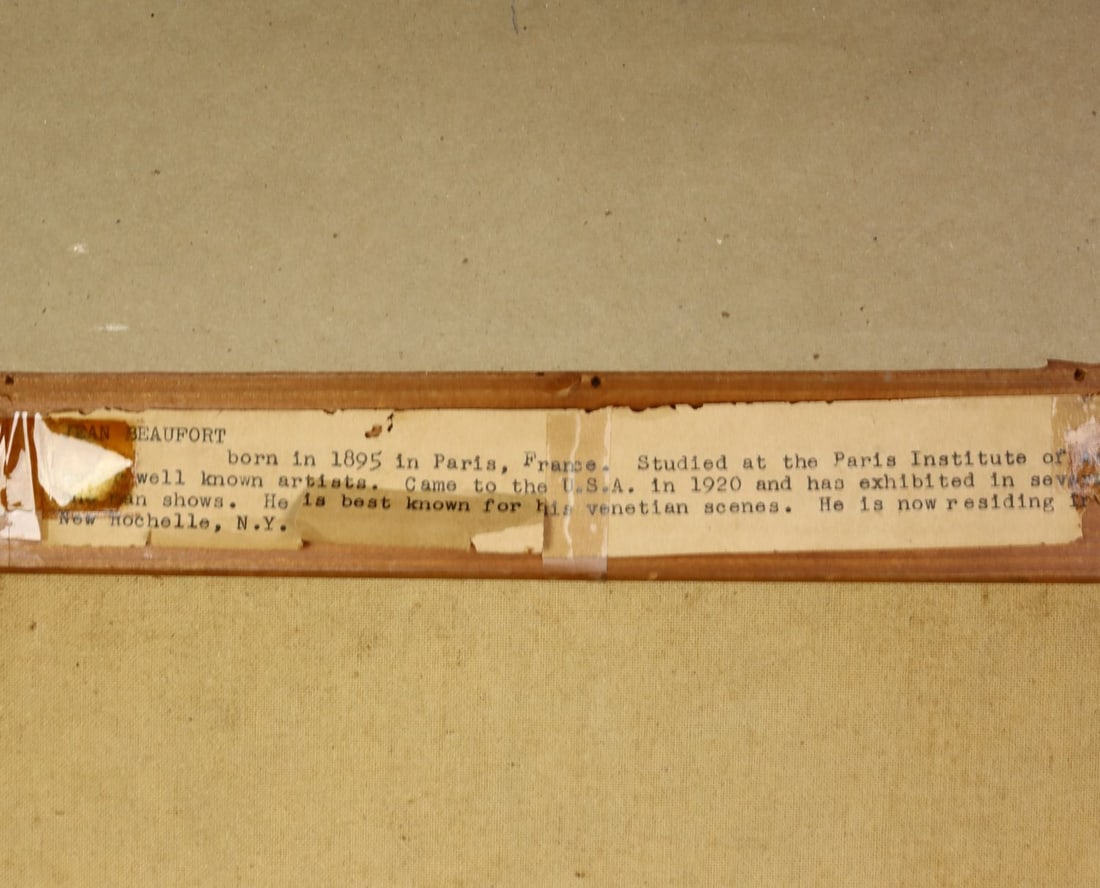 JEAN BEAUFORT
born in 1895 in Paris, France. Studied at the Paris Institute of
well known artists. Came to the U.S.A. in 1920 and has exhibited in
man shows. He is best known for his venetian scenes. He is now residing
New Rochelle, N.Y.